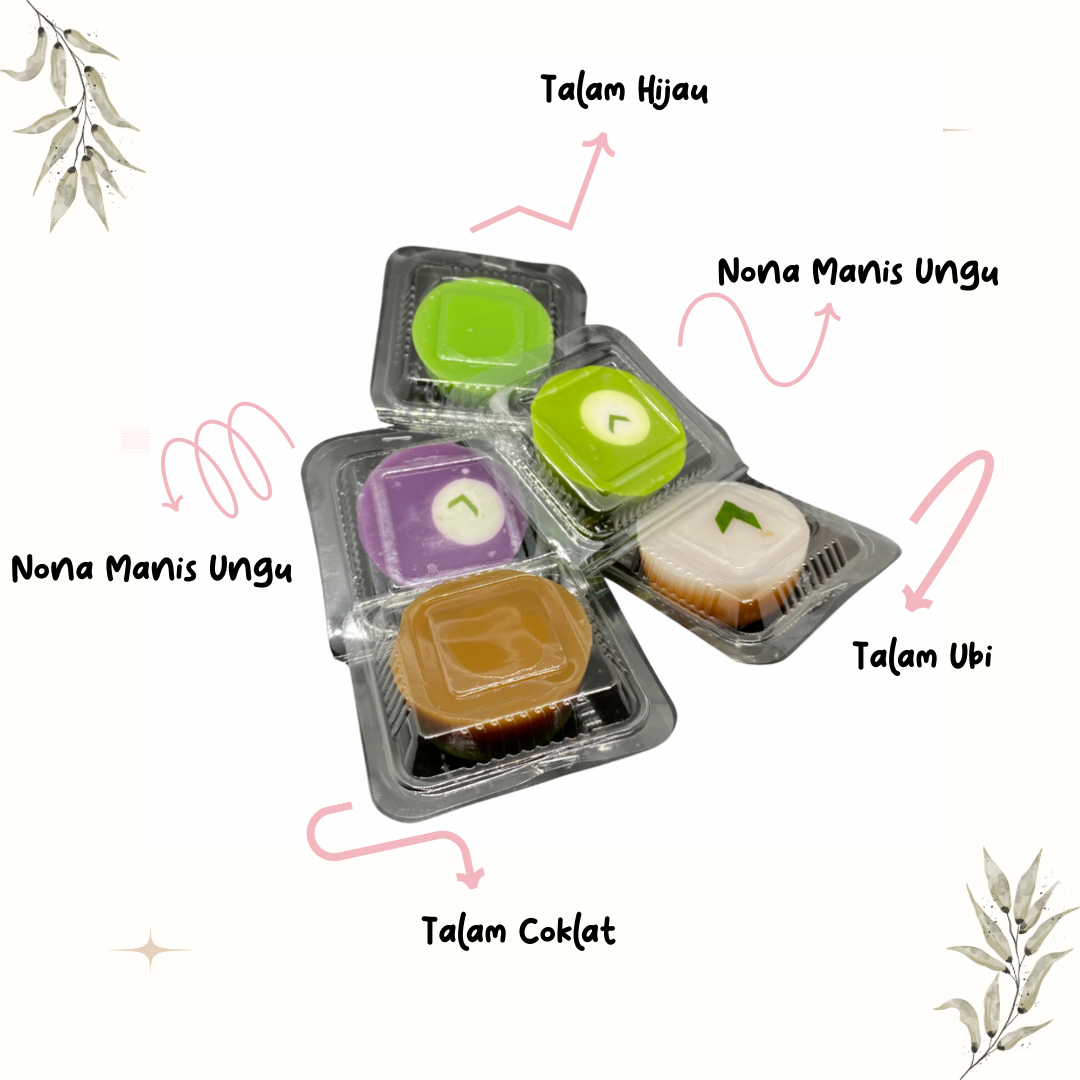 Talam Hijau
Nona Manis Ungu
Nona Manis Ungu
Talam Ubi
Talam Coklat